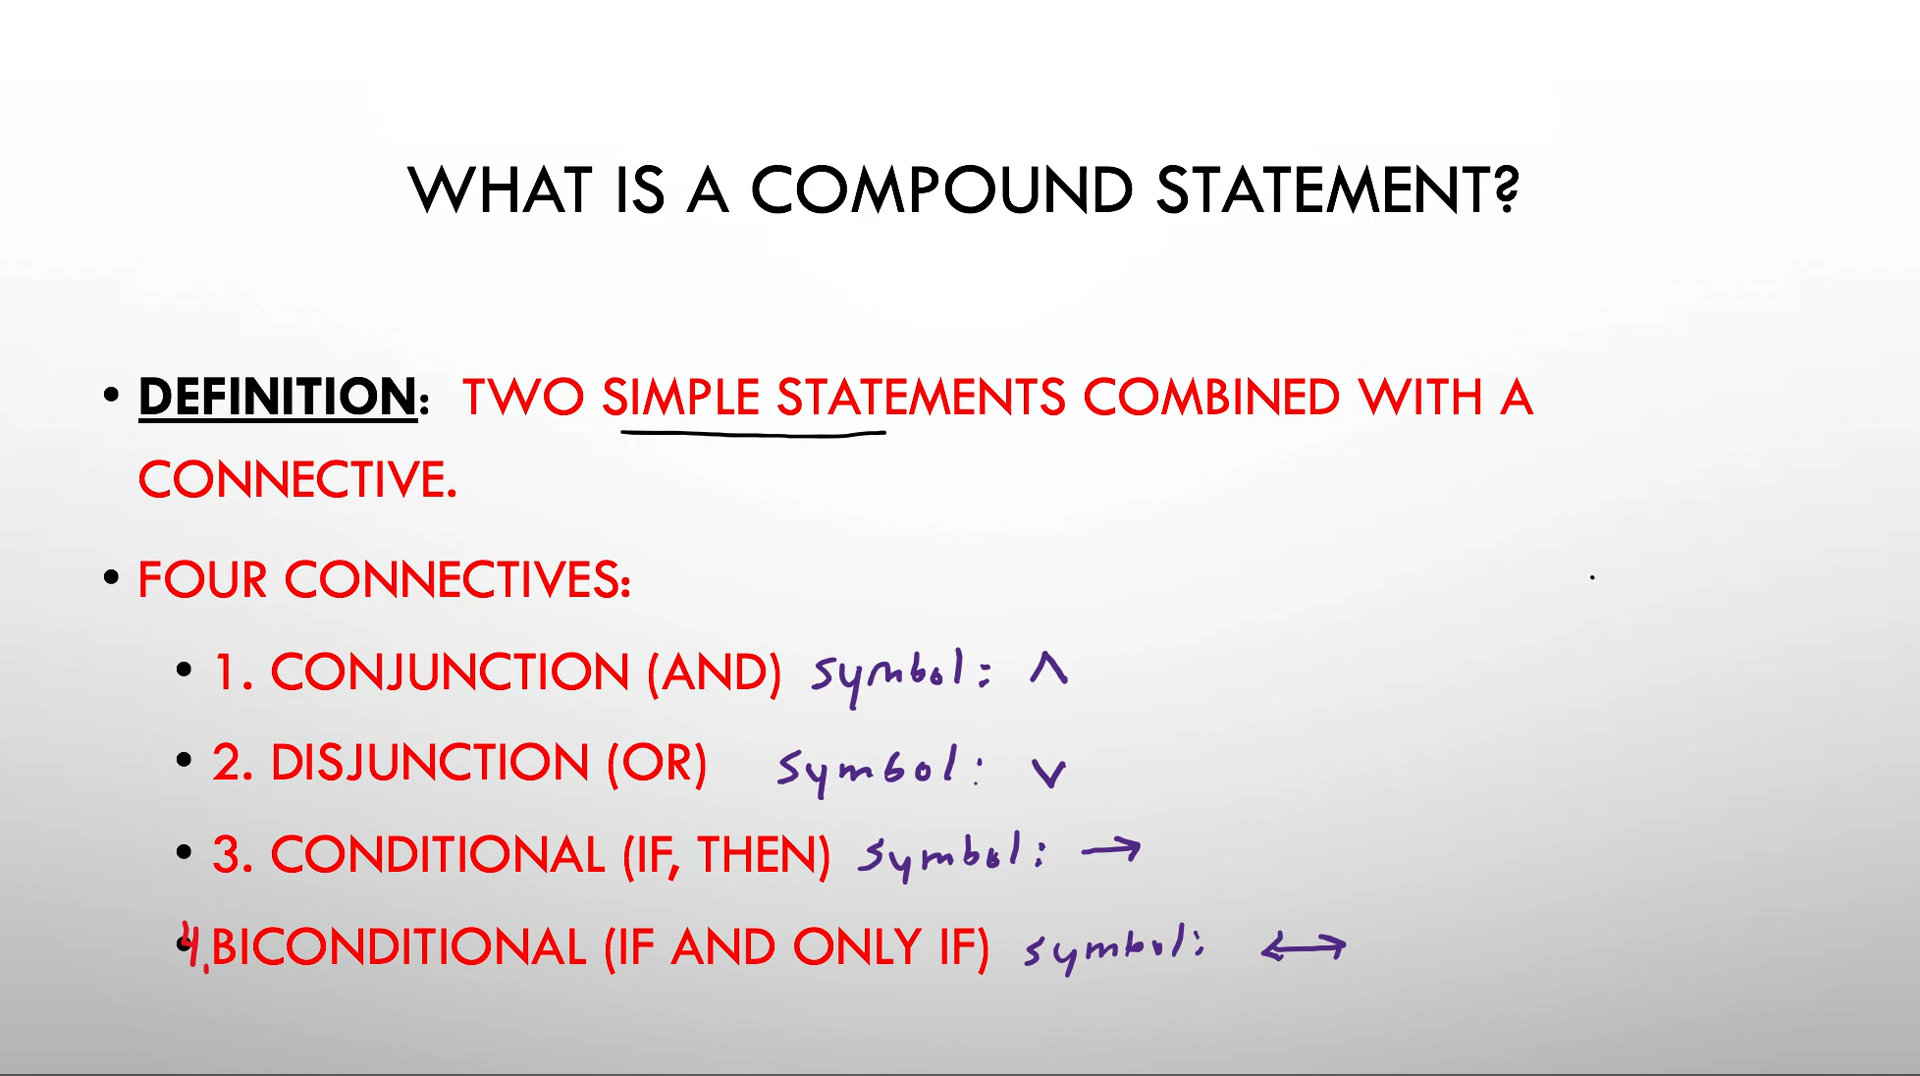 WHAT IS A COMPOUND STATEMENT?
• DEFINITION: TWO SIMPLE STATEMENTS COMBINED WITH A
CONNECTIVE.
• FOUR CONNECTIVES:
• 1. CONJUNCTION (AND) symbol: ∧
• 2. DISJUNCTION (OR) symbol: ∨
• 3. CONDITIONAL (IF, THEN) symbol: →
• 4. BICONDITIONAL (IF AND ONLY IF) symbol: ↔